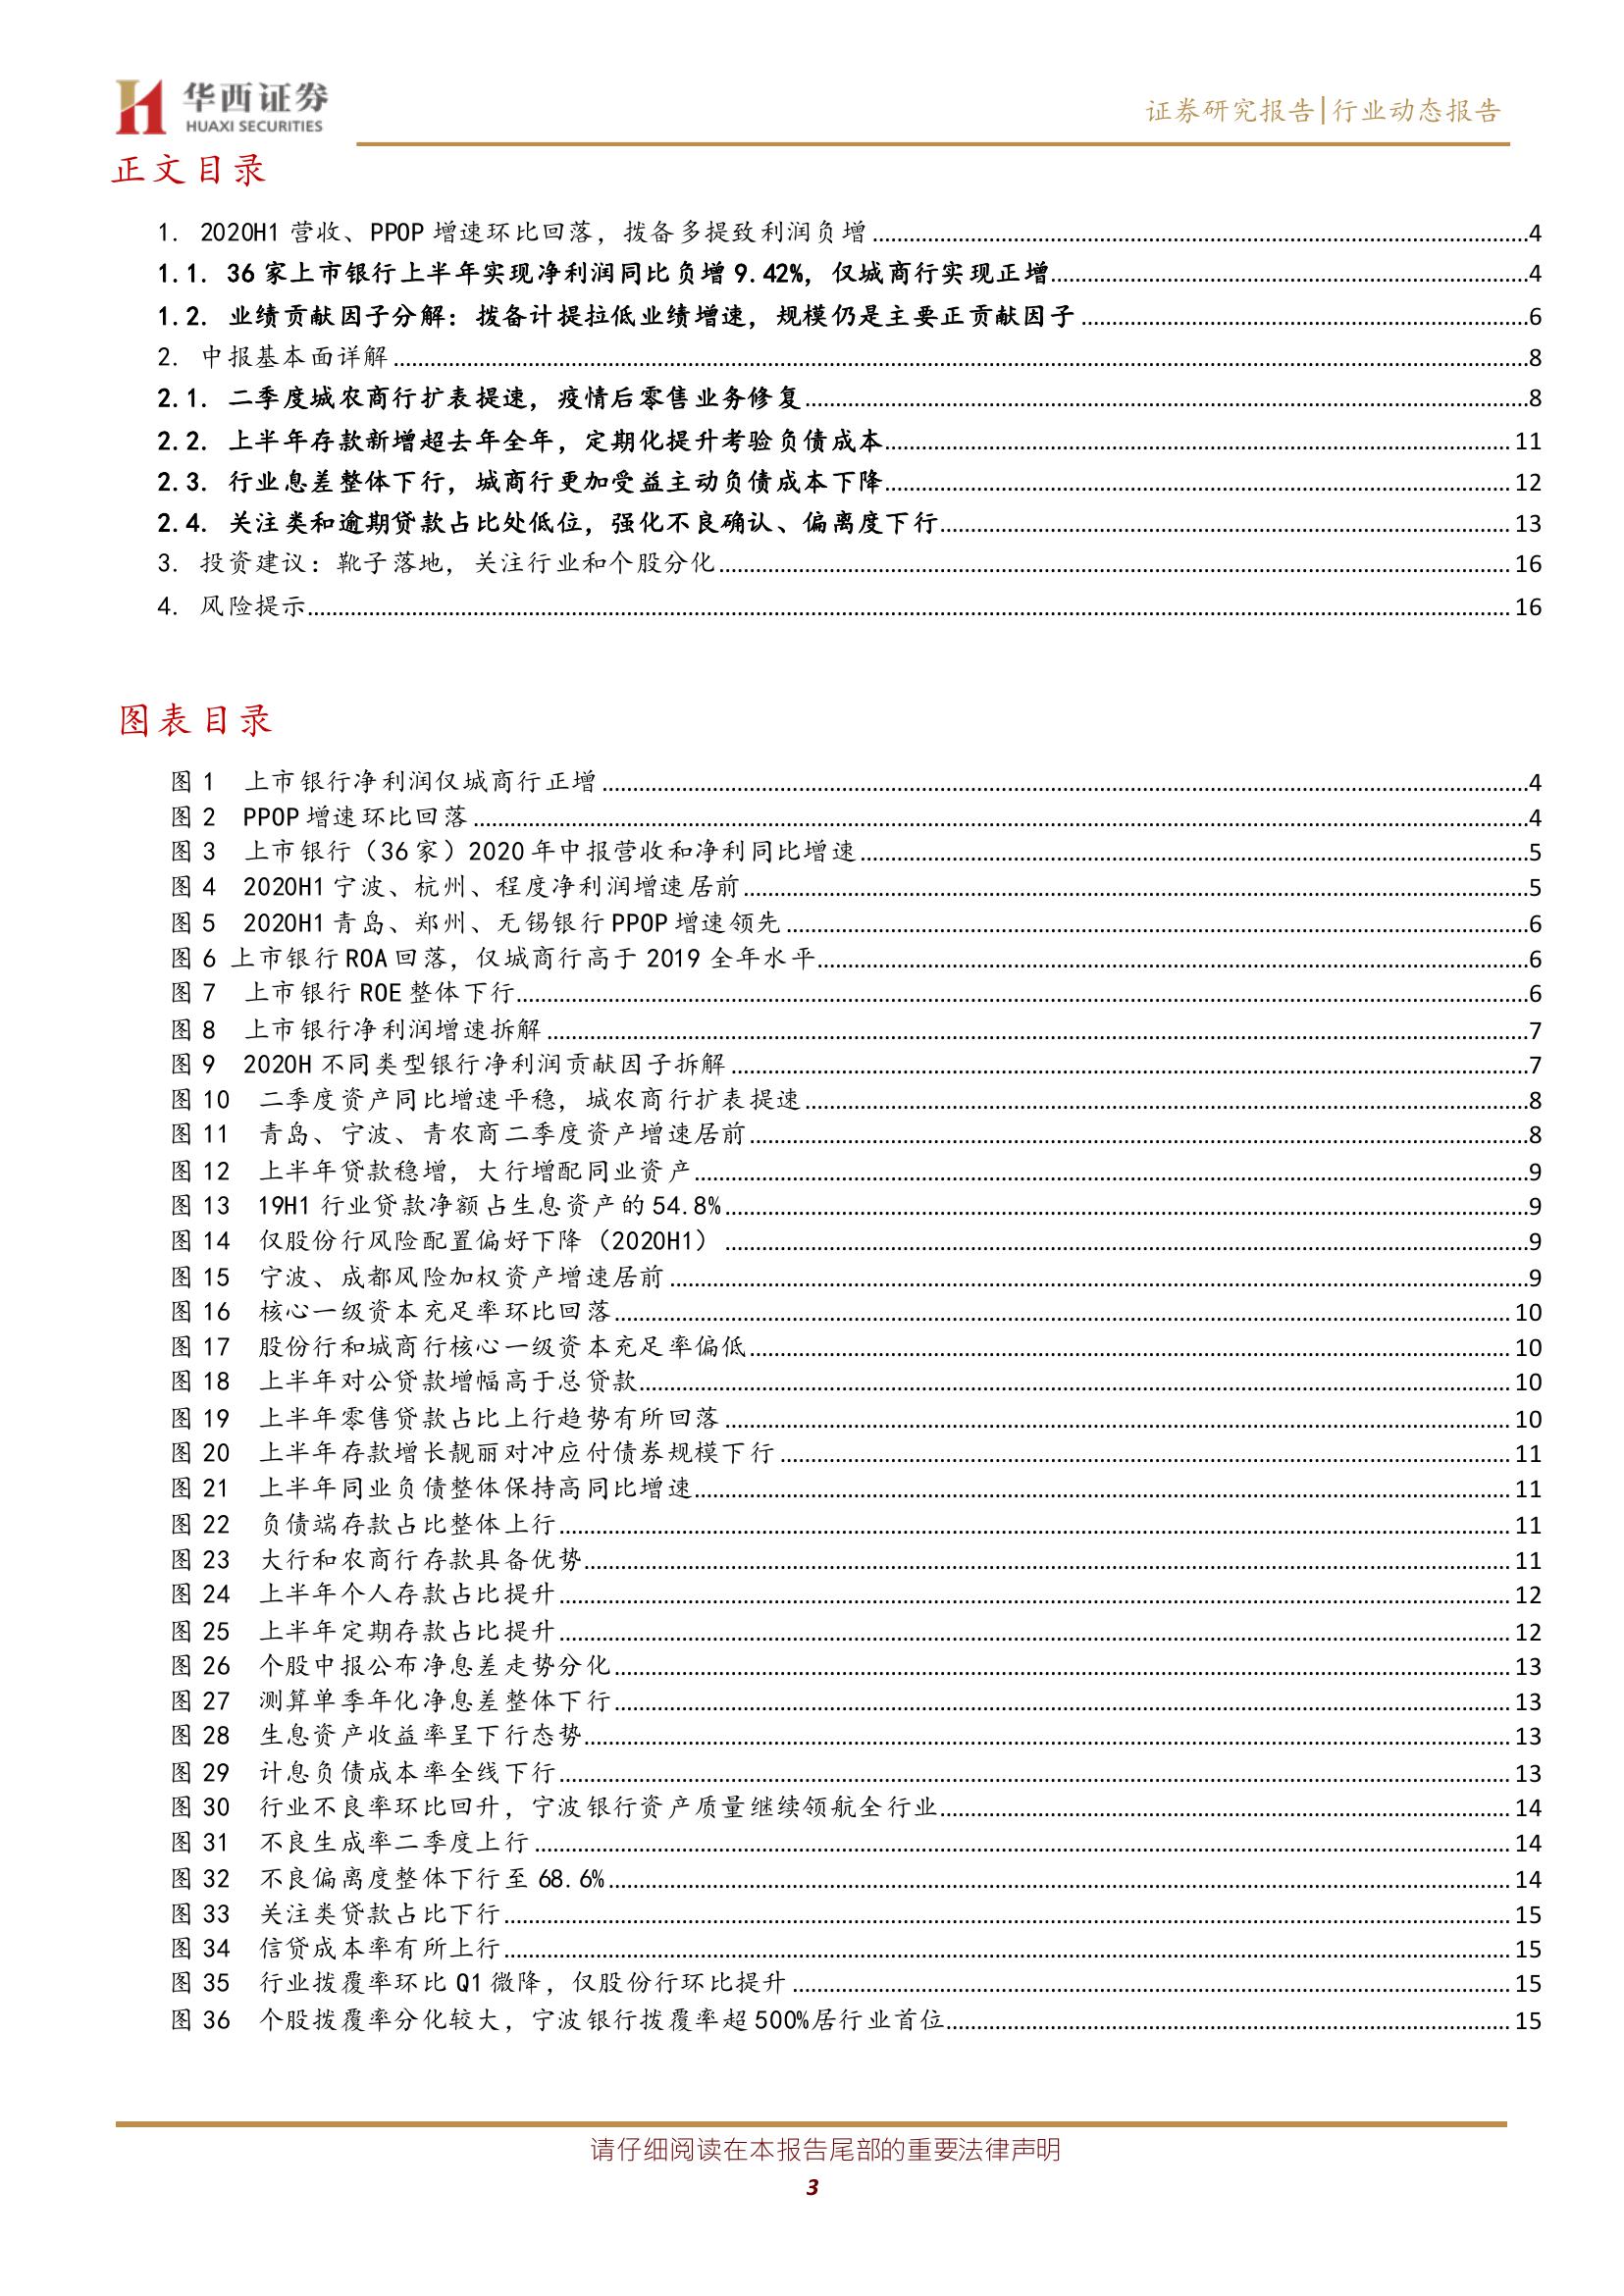 华西证券
HUAXI SECURITIES
证券研究报告|行业动态报告
正文目录
1. 2020H1 营收、PPOP 增速环比回落，拨备多提致利润负增........4
1.1. 36 家上市银行上半年实现净利润同比负增 9.42%，仅城商行实现正增........4
1.2. 业绩贡献因子分解：拨备计提拉低业绩增速，规模仍是主要正贡献因子........6
2. 中报基本面详解........8
2.1. 二季度城农商行扩表提速，疫情后零售业务修复........8
2.2. 上半年存款新增超去年全年，定期化提升考验负债成本........11
2.3. 行业息差整体下行，城商行更加受益主动负债成本下降........12
2.4. 关注类和逾期贷款占比处低位，强化不良确认、偏离度下行........13
3. 投资建议：靴子落地，关注行业和个股分化........16
4. 风险提示........16
图表目录
图 1 上市银行净利润仅城商行正增........4
图 2 PPOP 增速环比回落........4
图 3 上市银行（36 家）2020 年中报营收和净利同比增速........5
图 4 2020H1 宁波、杭州、程度净利润增速居前........5
图 5 2020H1 青岛、郑州、无锡银行 PPOP 增速领先........6
图 6 上市银行 ROA 回落，仅城商行高于 2019 全年水平........6
图 7 上市银行 ROE 整体下行........6
图 8 上市银行净利润增速拆解........7
图 9 2020H 不同类型银行净利润贡献因子拆解........7
图 10 二季度资产同比增速平稳，城农商行扩表提速........8
图 11 青岛、宁波、青农商二季度资产增速居前........8
图 12 上半年贷款稳增，大行增配同业资产........9
图 13 19H1 行业贷款净额占生息资产的 54.8%........9
图 14 仅股份行风险配置偏好下降（2020H1）........9
图 15 宁波、成都风险加权资产增速居前........9
图 16 核心一级资本充足率环比回落........10
图 17 股份行和城商行核心一级资本充足率偏低........10
图 18 上半年对公贷款增幅高于总贷款........10
图 19 上半年零售贷款占比上行趋势有所回落........10
图 20 上半年存款增长靓丽对冲应付债券规模下行........11
图 21 上半年同业负债整体保持高同比增速........11
图 22 负债端存款占比整体上行........11
图 23 大行和农商行存款具备优势........11
图 24 上半年个人存款占比提升........12
图 25 上半年定期存款占比提升........12
图 26 个股中报公布净息差走势分化........13
图 27 测算单季年化净息差整体下行........13
图 28 生息资产收益率呈下行态势........13
图 29 计息负债成本率全线下行........13
图 30 行业不良率环比回升，宁波银行资产质量继续领航全行业........14
图 31 不良生成率二季度上行........14
图 32 不良偏离度整体下行至 68.6%........14
图 33 关注类贷款占比下行........15
图 34 信贷成本率有所上行........15
图 35 行业拨覆率环比 Q1 微降，仅股份行环比提升........15
图 36 个股拨覆率分化较大，宁波银行拨覆率超 500%居行业首位........15
请仔细阅读在本报告尾部的重要法律声明
3